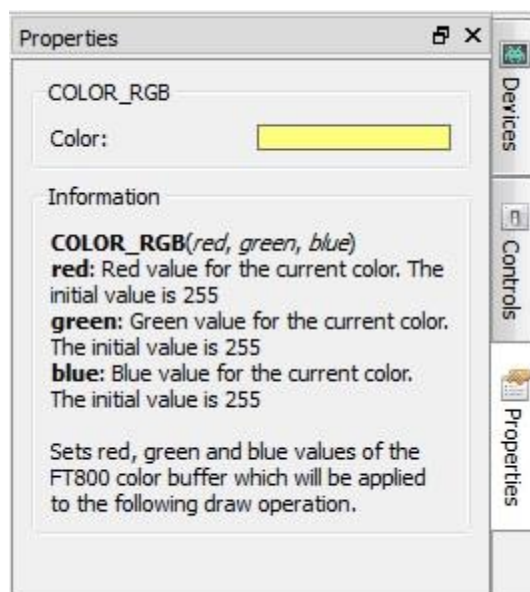 Properties
COLOR_RGB
Color:
Information
COLOR_RGB(red, green, blue)
red: Red value for the current color. The
initial value is 255
green: Green value for the current color.
The initial value is 255
blue: Blue value for the current color.
The initial value is 255
Sets red, green and blue values of the
FT800 color buffer which will be applied
to the following draw operation.
Devices
Controls
Properties